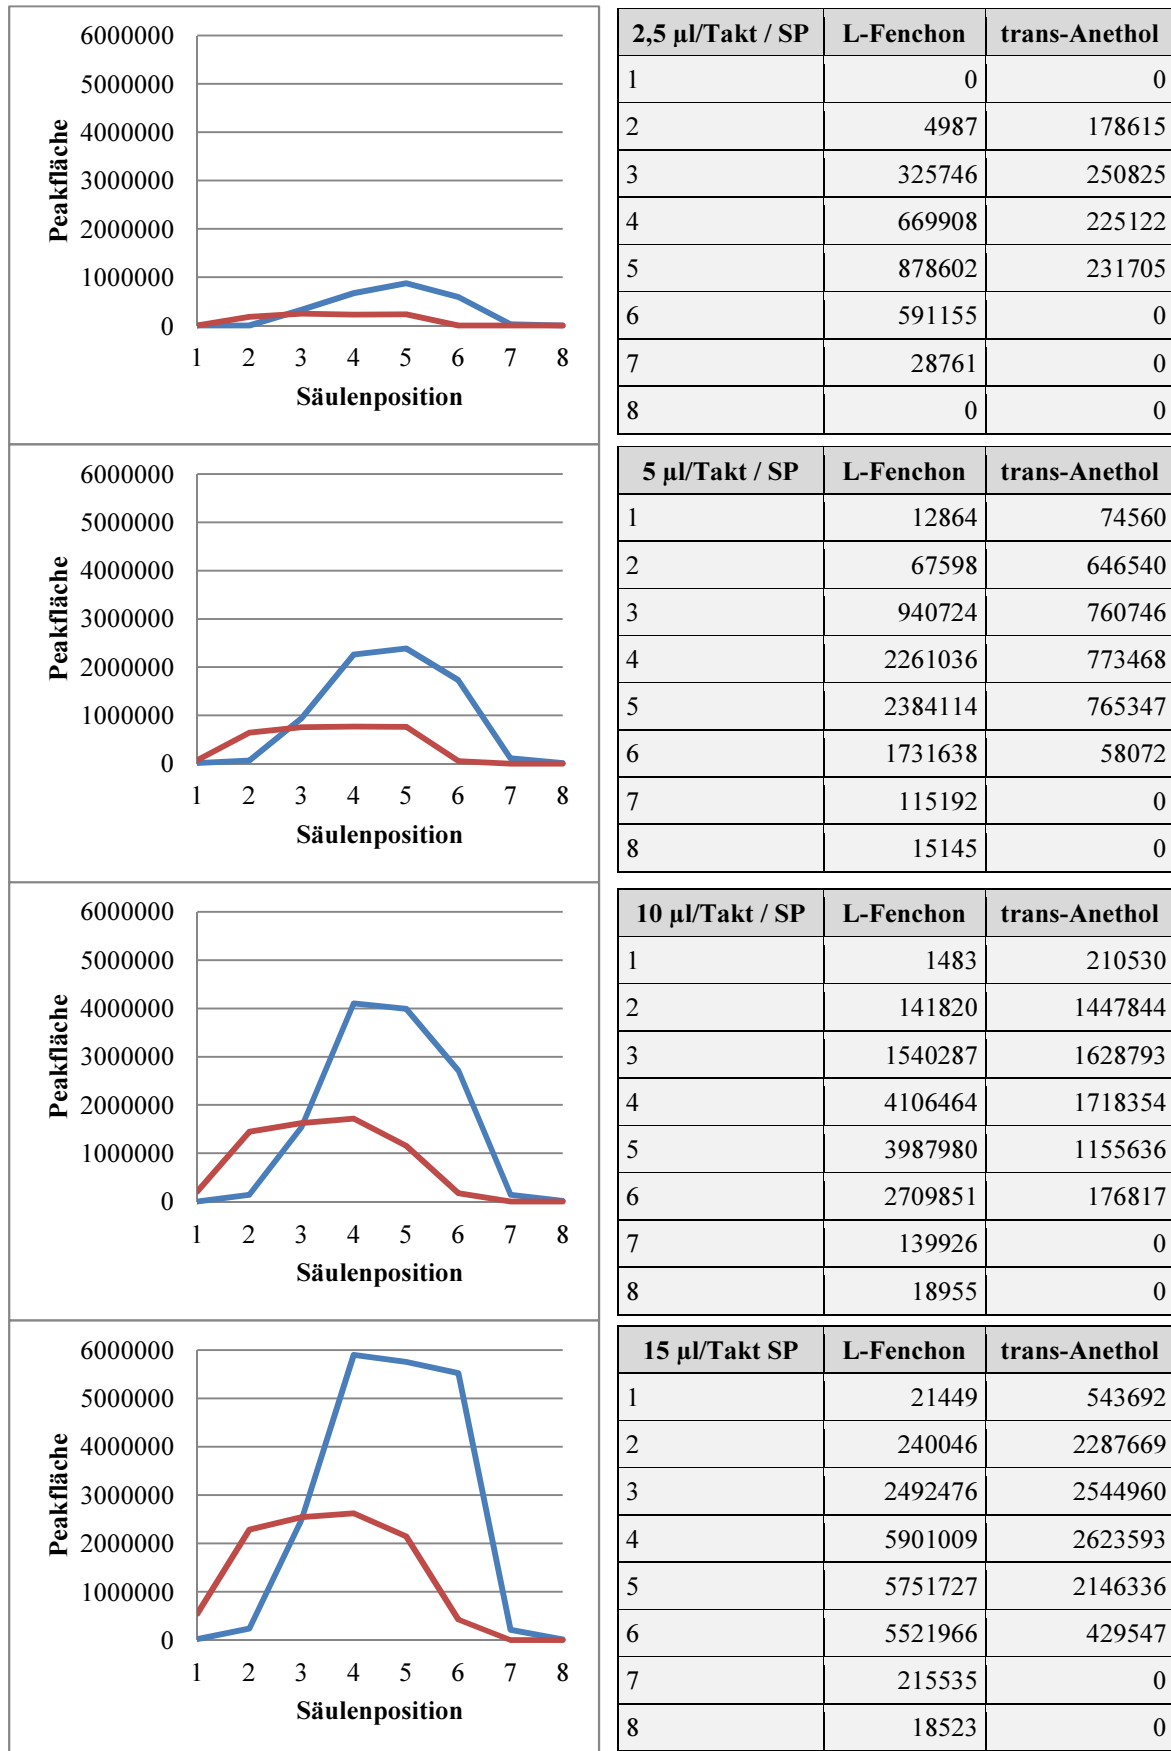 6000000
5000000
4000000
3000000
2000000
1000000
0
Peakfläche
1 2 3 4 5 6 7 8
Säulenposition
2,5 µl/Takt / SP L-Fenchon trans-Anethol
1 0 0
2 4987 178615
3 325746 250825
4 669908 225122
5 878602 231705
6 591155 0
7 28761 0
8 0 0
6000000
5000000
4000000
3000000
2000000
1000000
0
Peakfläche
1 2 3 4 5 6 7 8
Säulenposition
5 µl/Takt / SP L-Fenchon trans-Anethol
1 12864 74560
2 67598 646540
3 940724 760746
4 2261036 773468
5 2384114 765347
6 1731638 58072
7 115192 0
8 15145 0
6000000
5000000
4000000
3000000
2000000
1000000
0
Peakfläche
1 2 3 4 5 6 7 8
Säulenposition
10 µl/Takt / SP L-Fenchon trans-Anethol
1 1483 210530
2 141820 1447844
3 1540287 1628793
4 4106464 1718354
5 3987980 1155636
6 2709851 176817
7 139926 0
8 18955 0
6000000
5000000
4000000
3000000
2000000
1000000
0
Peakfläche
1 2 3 4 5 6 7 8
Säulenposition
15 µl/Takt SP L-Fenchon trans-Anethol
1 21449 543692
2 240046 2287669
3 2492476 2544960
4 5901009 2623593
5 5751727 2146336
6 5521966 429547
7 215535 0
8 18523 0